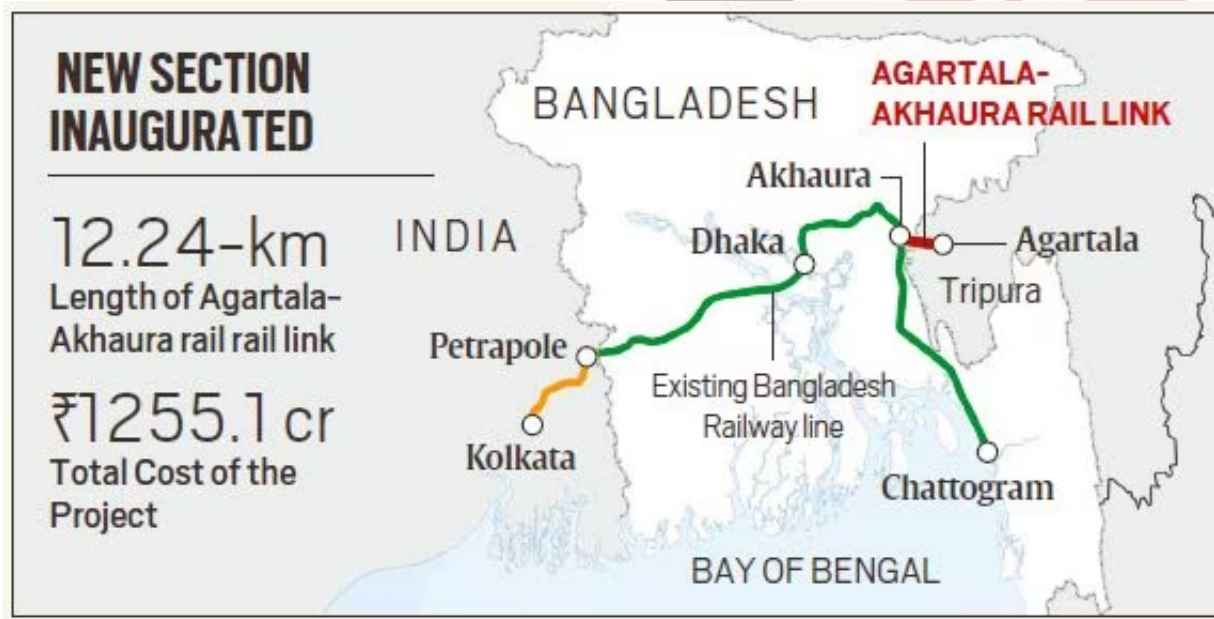 NEW SECTION
INAUGURATED
12.24-km
Length of Agartala-
Akhaura rail rail link
₹1255.1 cr
Total Cost of the
Project
BANGLADESH
AGARTALA-
AKHAURA RAIL LINK
Akhaura
INDIA
Dhaka
Agartala
Tripura
Petrapole
Existing Bangladesh
Railway line
Kolkata
Chattogram
BAY OF BENGAL